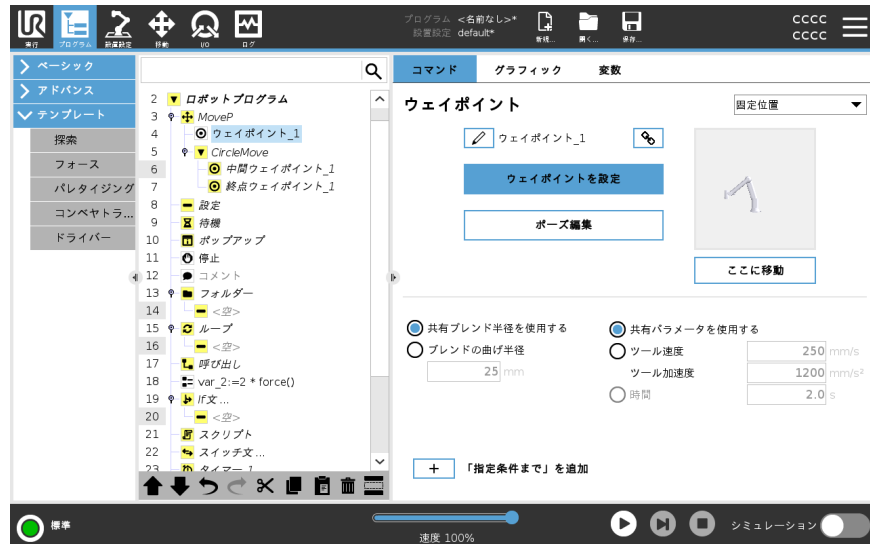 プログラム <名前なし>*
設置設定 default*
実行
プログラム
設置設定
移動
I/O
ログ
新規...
開く...
保存...
cccc
cccc
ベーシック
アドバンス
テンプレート
探索
フォース
パレタイジング
コンベヤトラ...
ドライバー
2 ロボットプログラム
3 MoveP
4 ウェイポイント_1
5 CircleMove
6 中間ウェイポイント_1
7 終点ウェイポイント_1
8 設定
9 待機
10 ポップアップ
11 停止
12 コメント
13 フォルダー
14 <空>
15 ループ
16 <空>
17 呼び出し
18 var_2:=2 * force()
19 If文 ...
20 <空>
21 スクリプト
22 スイッチ文 ...
23 タイマー_1
コマンド グラフィック 変数
ウェイポイント
固定位置
ウェイポイント_1
ウェイポイントを設定
ポーズ編集
ここに移動
共有ブレンド半径を使用する
ブレンドの曲げ半径
25 mm
共有パラメータを使用する
ツール速度 250 mm/s
ツール加速度 1200 mm/s²
時間 2.0 s
「指定条件まで」を追加
標準
速度 100%
シミュレーション